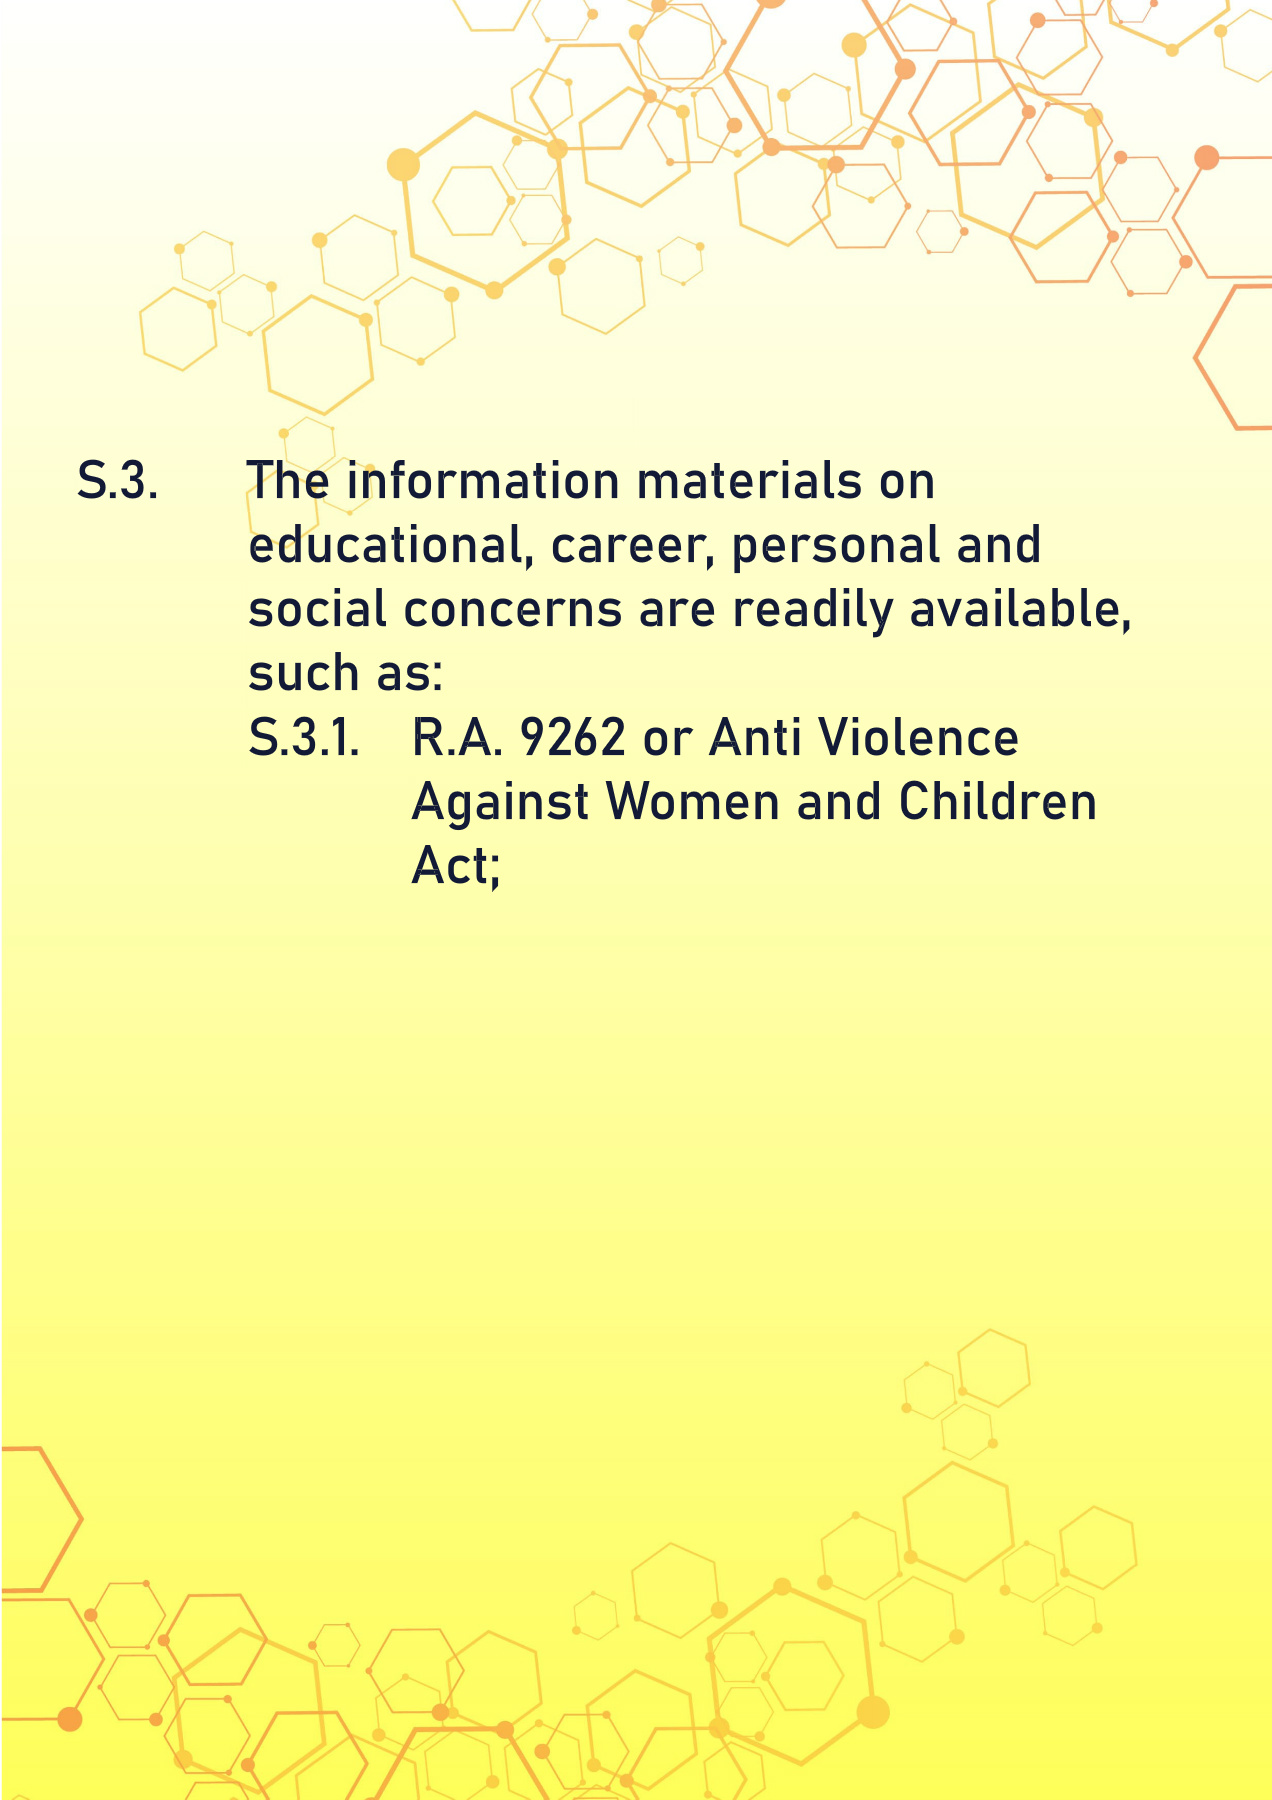 S.3. The information materials on
educational, career, personal and
social concerns are readily available,
such as:
S.3.1. R.A. 9262 or Anti Violence
Against Women and Children
Act;